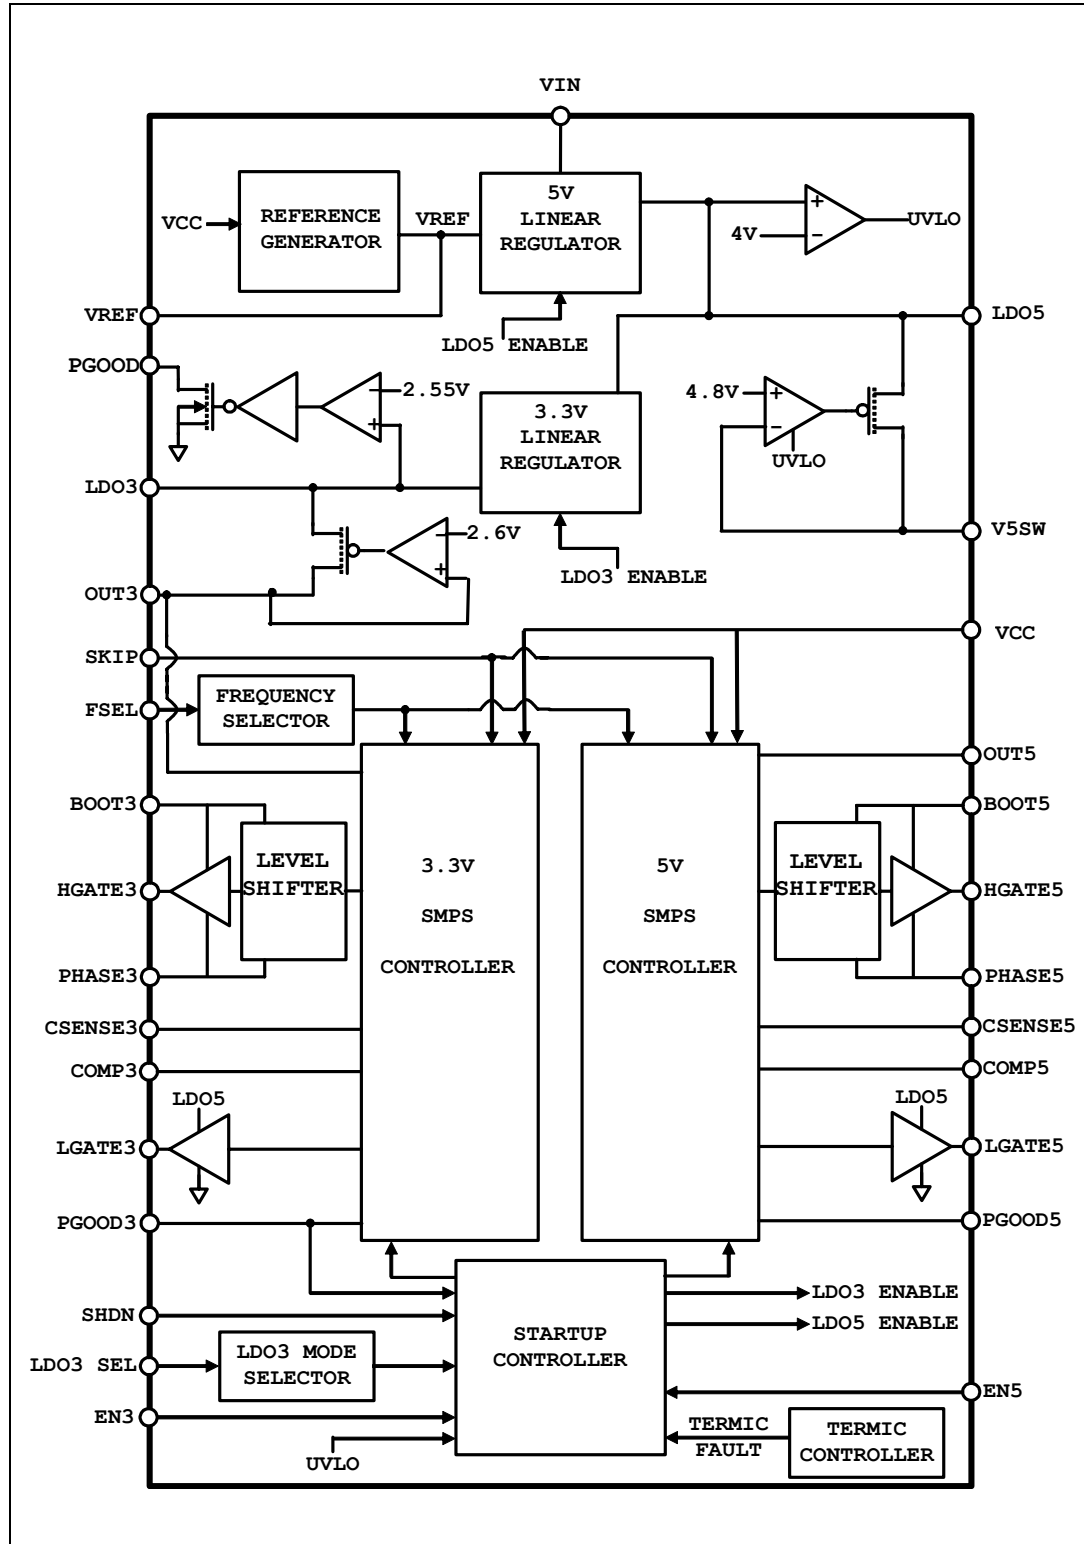 VIN
VCC
REFERENCE
GENERATOR
VREF
5V
LINEAR
REGULATOR
4V
UVLO
VREF
LDO5 ENABLE
LDO5
PGOOD
2.55V
3.3V
LINEAR
REGULATOR
4.8V
UVLO
LDO3
2.6V
LDO3 ENABLE
V5SW
OUT3
VCC
SKIP
FSEL
FREQUENCY
SELECTOR
OUT5
BOOT3
BOOT5
LEVEL
SHIFTER
3.3V
SMPS
CONTROLLER
5V
SMPS
CONTROLLER
LEVEL
SHIFTER
HGATE3
HGATE5
PHASE3
PHASE5
CSENSE3
CSENSE5
COMP3
COMP5
LDO5
LDO5
LGATE3
LGATE5
PGOOD3
PGOOD5
SHDN
STARTUP
CONTROLLER
LDO3 ENABLE
LDO5 ENABLE
LDO3 SEL
LDO3 MODE
SELECTOR
EN5
EN3
UVLO
TERMIC
FAULT
TERMIC
CONTROLLER